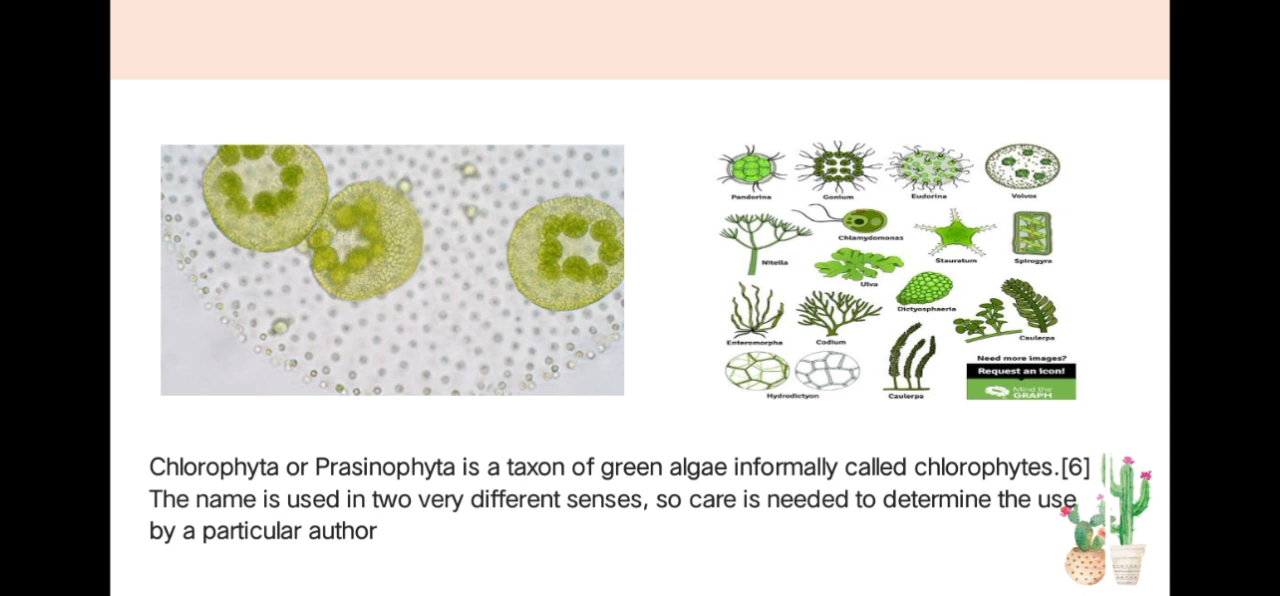 Pandorina
Gonium
Eudorina
Volvox
Chlamydomonas
Nitella
Stauratum
Spirogyra
Ulva
Dictyosphaeria
Enteromorpha
Codium
Caulerpa
Hydrodictyon
Caulerpa
Need more images?
Request an Icon!
Mind the
GRAPH
Chlorophyta or Prasinophyta is a taxon of green algae informally called chlorophytes.[6]
The name is used in two very different senses, so care is needed to determine the use
by a particular author